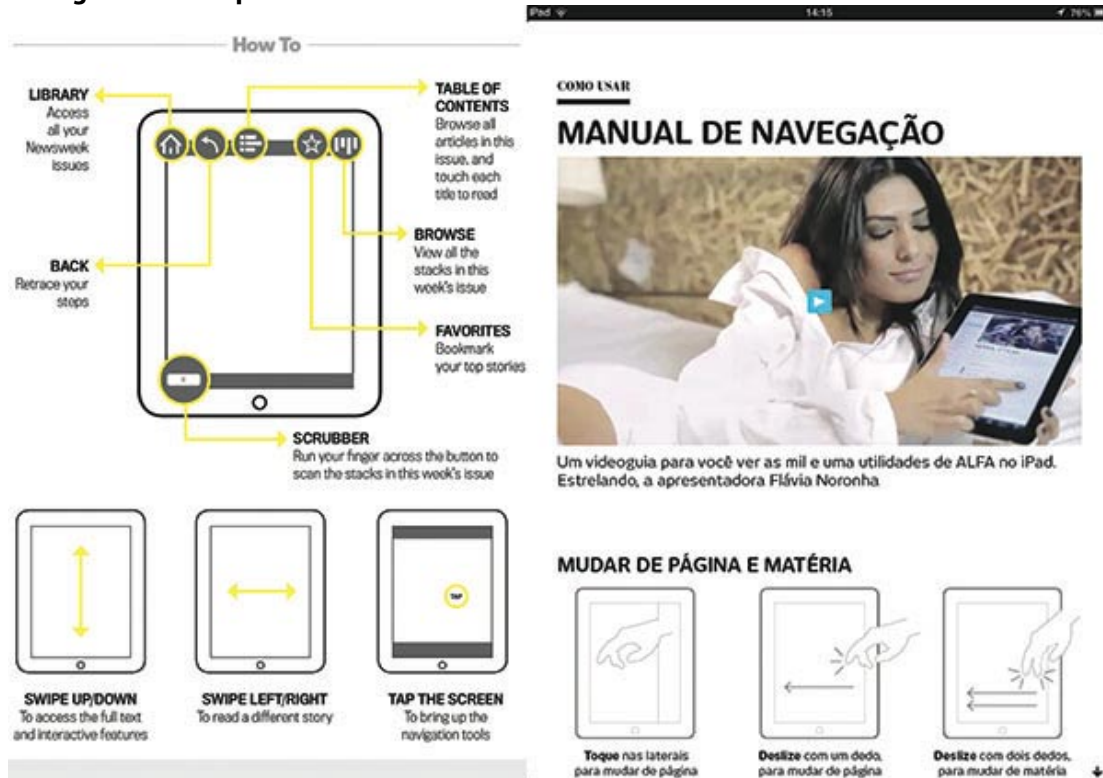 How To
LIBRARY
Access
all your
Newsweek
issues
TABLE OF
CONTENTS
Browse all
articles in this
issue, and
touch each
title to read
BACK
Retrace your
steps
BROWSE
View all the
stacks in this
week's issue
FAVORITES
Bookmark
your top stories
SCRUBBER
Run your finger across the button to
scan the stacks in this week's issue
SWIPE UP/DOWN
To access the full text
and interactive features
SWIPE LEFT/RIGHT
To read a different story
TAP
TAP THE SCREEN
To bring up the
navigation tools
iPad 14:15 76%
COMO USAR
MANUAL DE NAVEGAÇÃO
Um videoguia para você ver as mil e uma utilidades de ALFA no iPad.
Estrelando, a apresentadora Flávia Noronha
MUDAR DE PÁGINA E MATÉRIA
Toque nas laterais
para mudar de página
Deslize com um dedo,
para mudar de página
Deslize com dois dedos,
para mudar de matéria